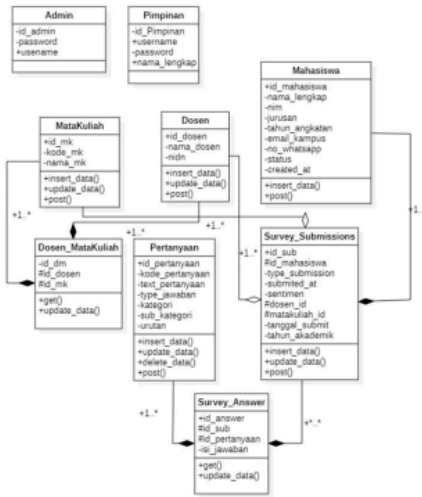 Admin
-id_admin
-password
+usename
Pimpinan
-id_Pimpinan
+username
-password
+nama_lengkap
Mahasiswa
+id_mahasiswa
-nama_lengkap
-nim
-jurusan
-tahun_angkatan
-email_kampus
-no_whatsapp
-status
-created_at
+insert_data()
+post()
MataKuliah
+id_mk
-kode_mk
-nama_mk
+insert_data()
+update_data()
+post()
Dosen
+id_dosen
-nama_dosen
-nidn
+insert_data()
+update_data()
+post()
+1..*
+1..*
+1..*
+1..
Dosen_MataKuliah
-id_dm
#id_dosen
#id_mk
+get()
+update_data()
Pertanyaan
+id_pertanyaan
-kode_pertanyaan
-text_pertanyaan
-type_jawaban
-kategori
-sub_kategori
-urutan
+insert_data()
+update_data()
+delete_data()
+post()
Survey_Submissions
+id_sub
#id_mahasiswa
-type_submission
-submited_at
-sentimen
#dosen_id
#matakuliah_id
-tanggal_submit
-tahun_akademik
+insert_data()
+update_data()
+post()
+1..*
+*..*
Survey_Answer
+id_answer
#id_sub
#id_pertanyaan
-isi_jawaban
+get()
+update_data()